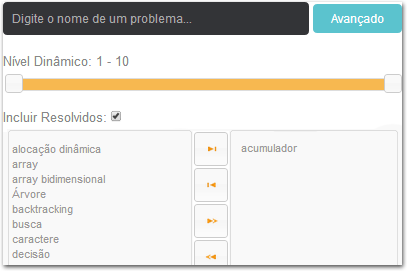 Digite o nome de um problema...
Avançado
Nível Dinâmico: 1 - 10
Incluir Resolvidos:
alocação dinâmica
array
array bidimensional
Árvore
backtracking
busca
caractere
decisão
acumulador